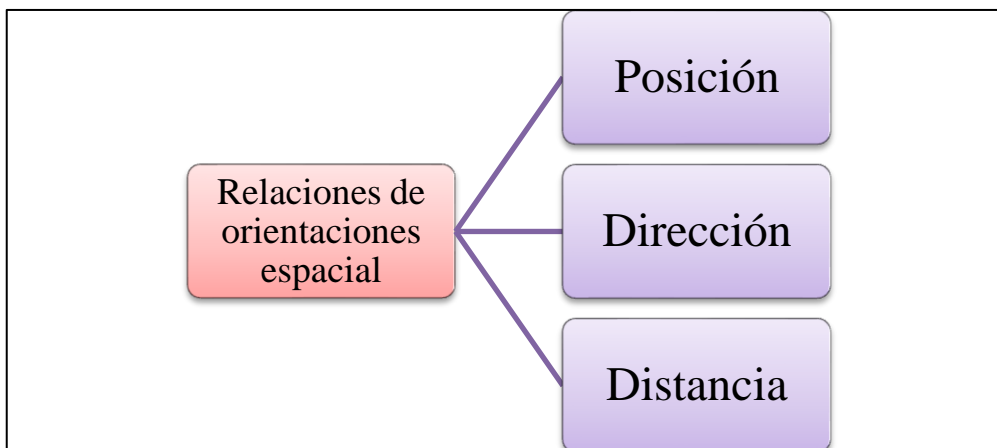 Posición
Relaciones de
orientaciones
espacial
Dirección
Distancia